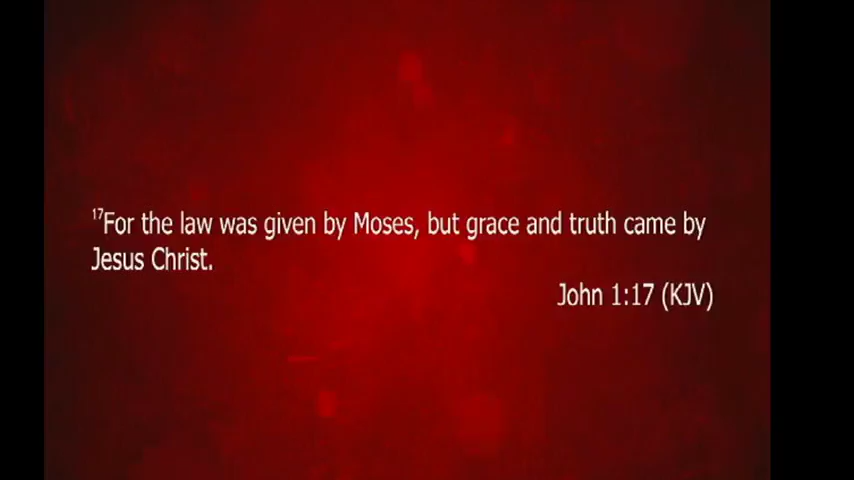 17For the law was given by Moses, but grace and truth came by
Jesus Christ.
John 1:17 (KJV)